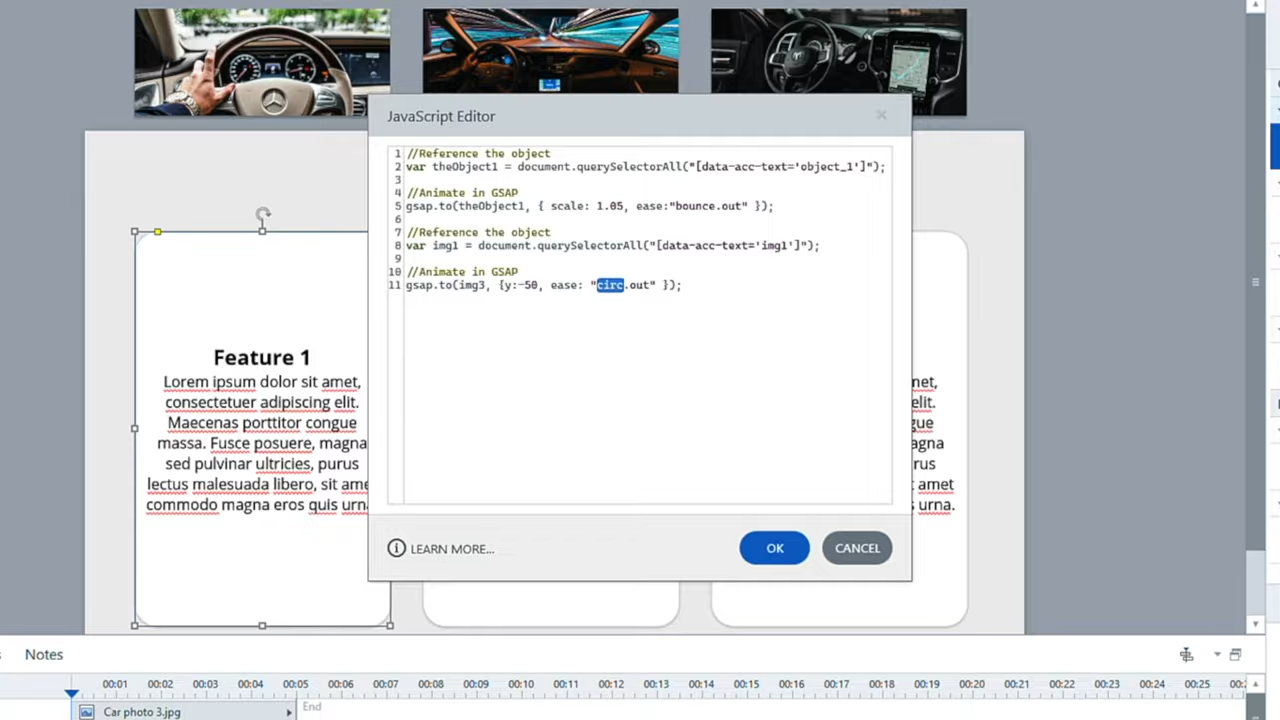 JavaScript Editor
×
1 //Reference the object
2 var theObject1 = document.querySelectorAll("[data-acc-text='object_1']");
3
4 //Animate in GSAP
5 gsap.to(theObject1, { scale: 1.05, ease:"bounce.out" });
6
7 //Reference the object
8 var img1 = document.querySelectorAll("[data-acc-text='img1']");
9
10 //Animate in GSAP
11 gsap.to(img3, {y:-50, ease: "circ.out" });
Feature 1
Lorem ipsum dolor sit amet,
consectetuer adipiscing elit.
Maecenas porttitor congue
massa. Fusce posuere, magna
sed pulvinar ultricies, purus
lectus malesuada libero, sit ame
commodo magna eros quis urna
met,
elit.
gue
agna
rus
amet
urna.
LEARN MORE...
OK
CANCEL
Notes
00:01 00:02 00:03 00:04 00:05 00:06 00:07 00:08 00:09 00:10 00:11 00:12 00:13 00:14 00:15 00:16 00:17 00:18 00:19 00:20 00:21 00:22 00:23 00:24 00:25
Car photo 3.jpg
End